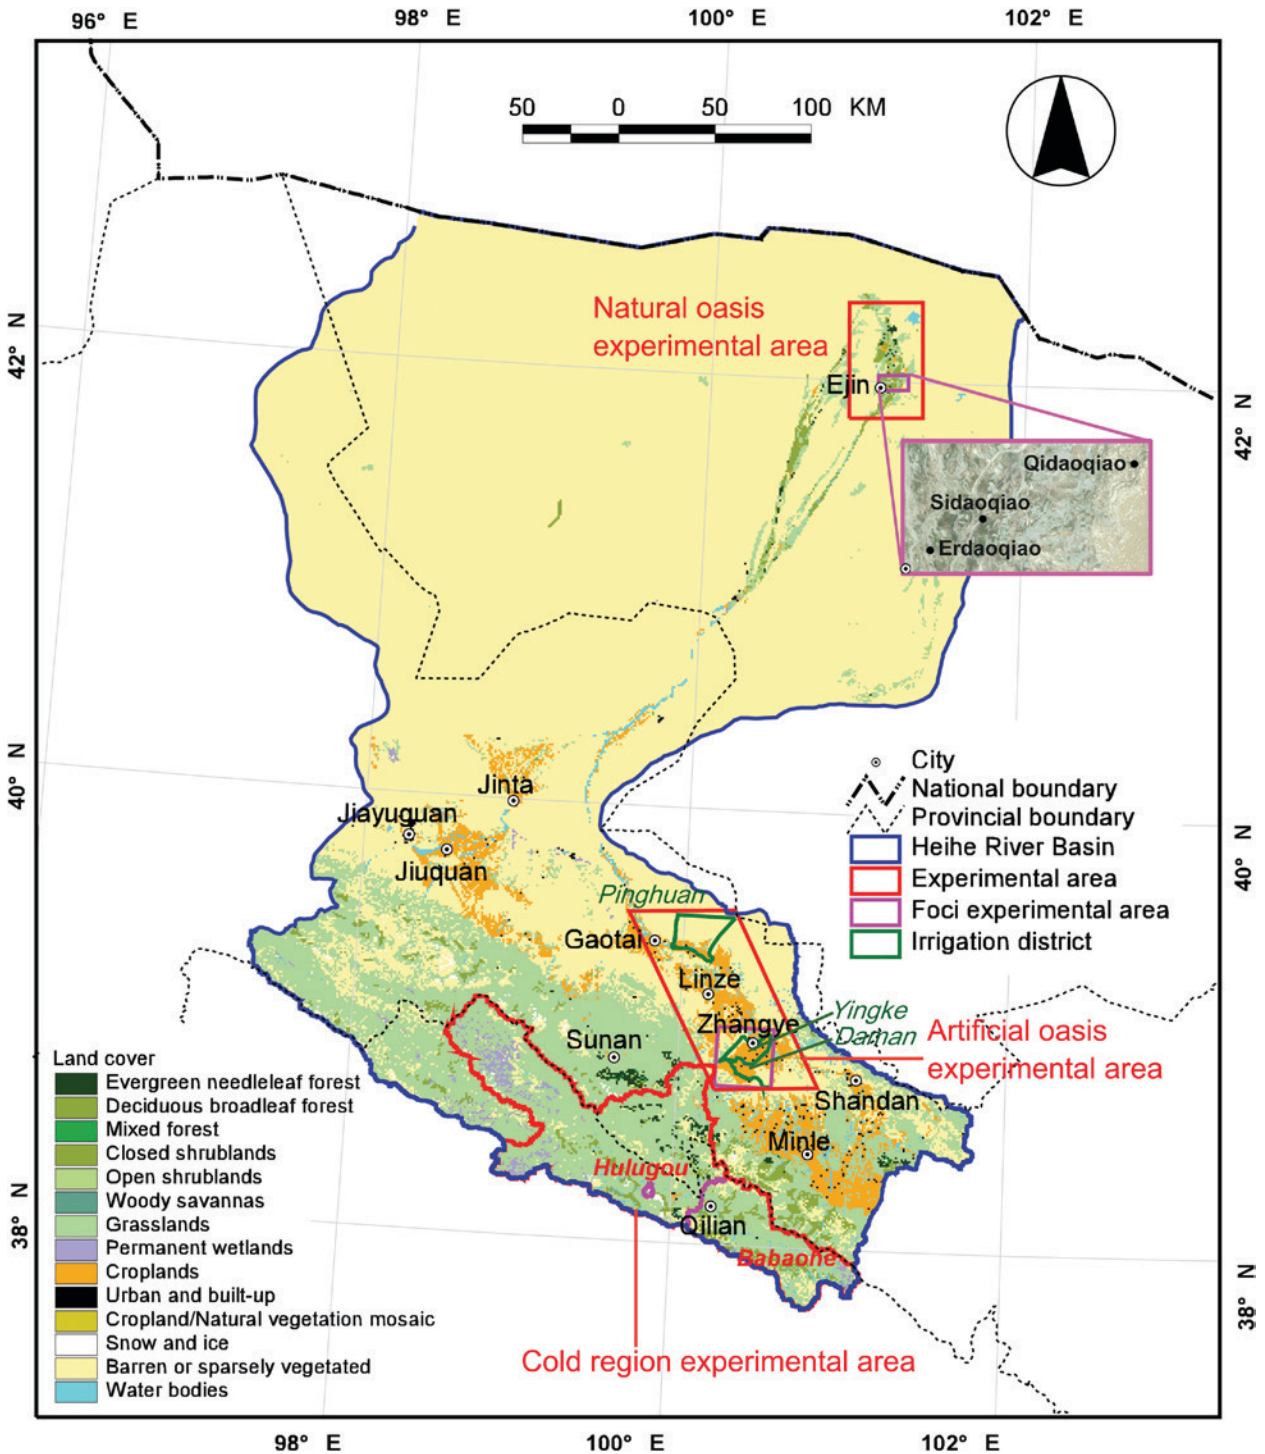 96° E
98° E
100° E
102° E
50 0 50 100 KM
Natural oasis
experimental area
42° N
42° N
Ejin
Qidaoqiao
Sidaoqiao
Erdaoqiao
City
National boundary
Provincial boundary
Heihe River Basin
Experimental area
Foci experimental area
Irrigation district
40° N
40° N
Jinta
Jiayuguan
Jiuquan
Pinghuan
Gaotai
Linze
Zhangye
Yingke
Daman
Artificial oasis
experimental area
Sunan
Shandan
Minle
Hulugou
Qilian
Babaohe
38° N
38° N
Cold region experimental area
Land cover
Evergreen needleleaf forest
Deciduous broadleaf forest
Mixed forest
Closed shrublands
Open shrublands
Woody savannas
Grasslands
Permanent wetlands
Croplands
Urban and built-up
Cropland/Natural vegetation mosaic
Snow and ice
Barren or sparsely vegetated
Water bodies
98° E
100° E
102° E